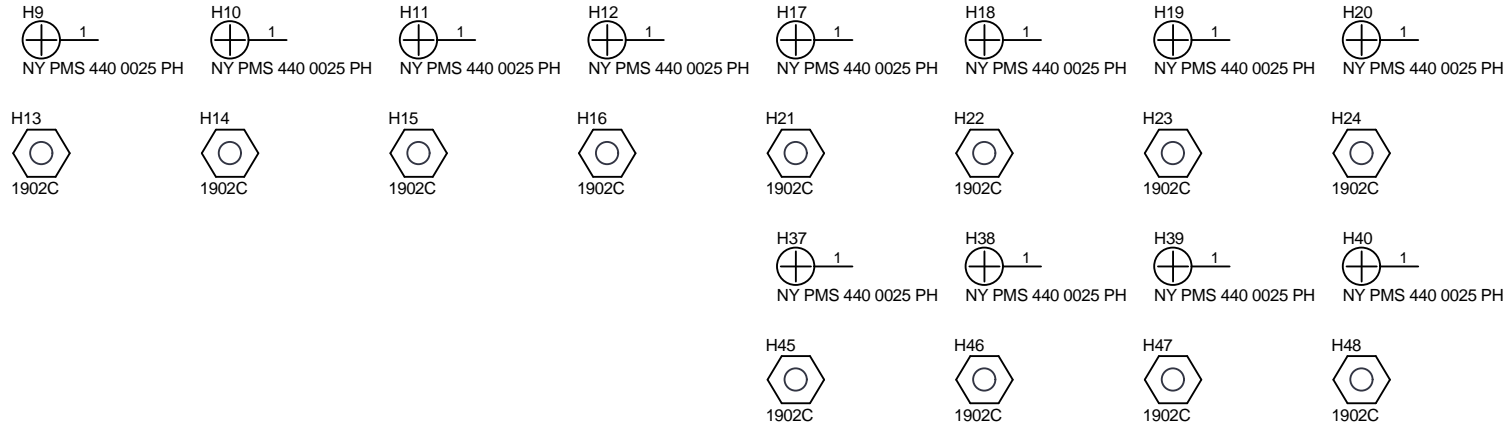 H9 H10 H11 H12 H17 H18 H19 H20
1 1 1 1 1 1 1 1
NY PMS 440 0025 PH NY PMS 440 0025 PH NY PMS 440 0025 PH NY PMS 440 0025 PH NY PMS 440 0025 PH NY PMS 440 0025 PH NY PMS 440 0025 PH NY PMS 440 0025 PH
H13 H14 H15 H16 H21 H22 H23 H24
1902C 1902C 1902C 1902C 1902C 1902C 1902C 1902C
H37 H38 H39 H40
1 1 1 1
NY PMS 440 0025 PH NY PMS 440 0025 PH NY PMS 440 0025 PH NY PMS 440 0025 PH
H45 H46 H47 H48
1902C 1902C 1902C 1902C